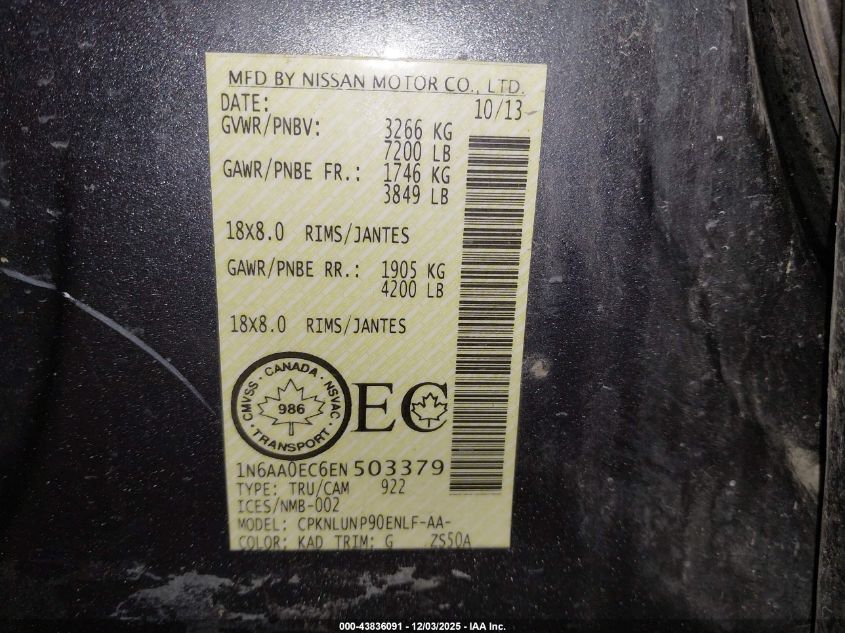 MFD BY NISSAN MOTOR CO., LTD.
DATE: 10/13
GVWR/PNBV: 3266 KG
7200 LB
GAWR/PNBE FR.: 1746 KG
3849 LB
18X8.0 RIMS/JANTES
GAWR/PNBE RR.: 1905 KG
4200 LB
18X8.0 RIMS/JANTES
CMVSS · CANADA · NSVAC
986
· TRANSPORT ·
EC
1N6AA0EC6EN 503379
TYPE: TRU/CAM 922
ICES/NMB-002
MODEL: CPKNLUNP90ENLF-AA-
COLOR: KAD TRIM: G ZS50A
000-43836091 - 12/03/2025 - IAA Inc.